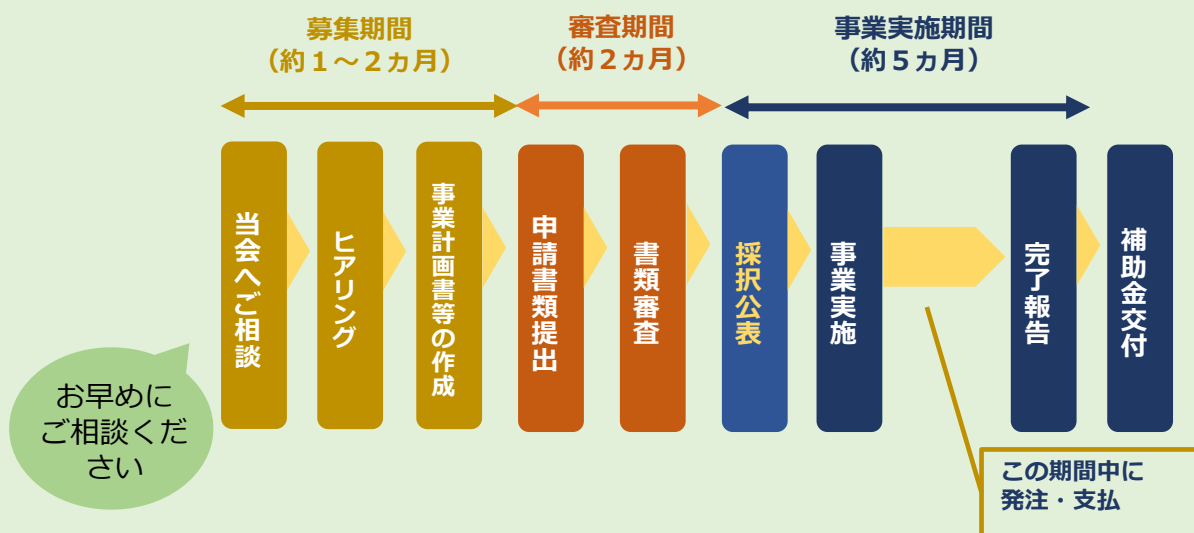 募集期間
（約１～２カ月）
審査期間
（約２カ月）
事業実施期間
（約５カ月）
当会へご相談
ヒアリング
事業計画書等の作成
申請書類提出
書類審査
採択公表
事業実施
完了報告
補助金交付
お早めに
ご相談くだ
さい
この期間中に
発注・支払